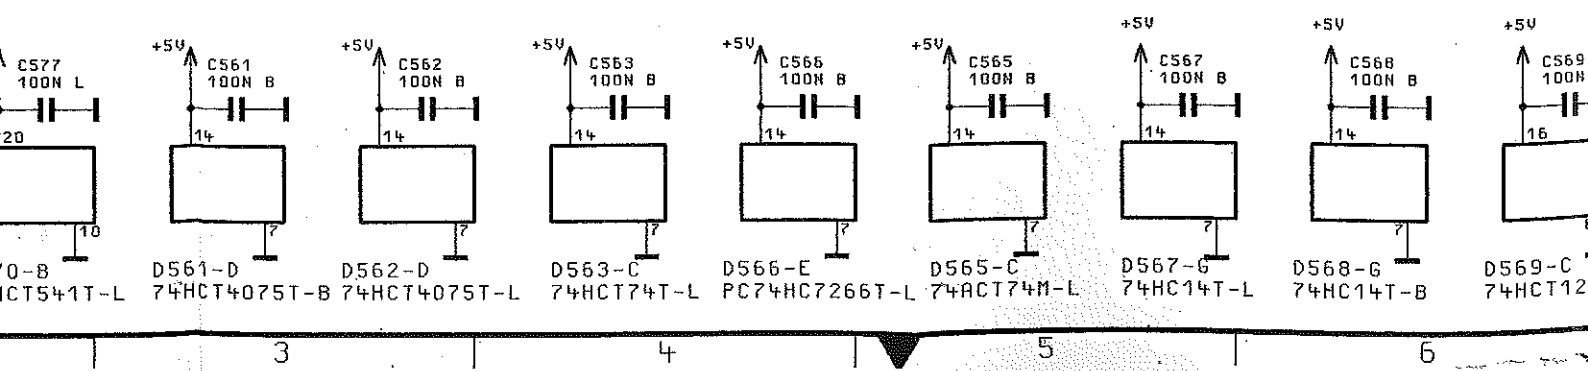 +5V +5V
+5V +5V +5V +5V +5V
C577 C561 C562 C563 C566 C565 C567 C568 C569
100N L 100N B 100N B 100N B 100N B 100N B 100N B 100N B 100N
+5V
20 14 14 14 14 14 14 14 16
10 7 7 7 7 7 7 7
70-B D561-D D562-D D563-C D566-E D565-C D567-G D568-G D569-C
HCT541T-L 74HCT4075T-B 74HCT4075T-L 74HCT74T-L PC74HC7266T-L 74ACT74M-L 74HC14T-L 74HC14T-B 74HCT12
3 4 5 6